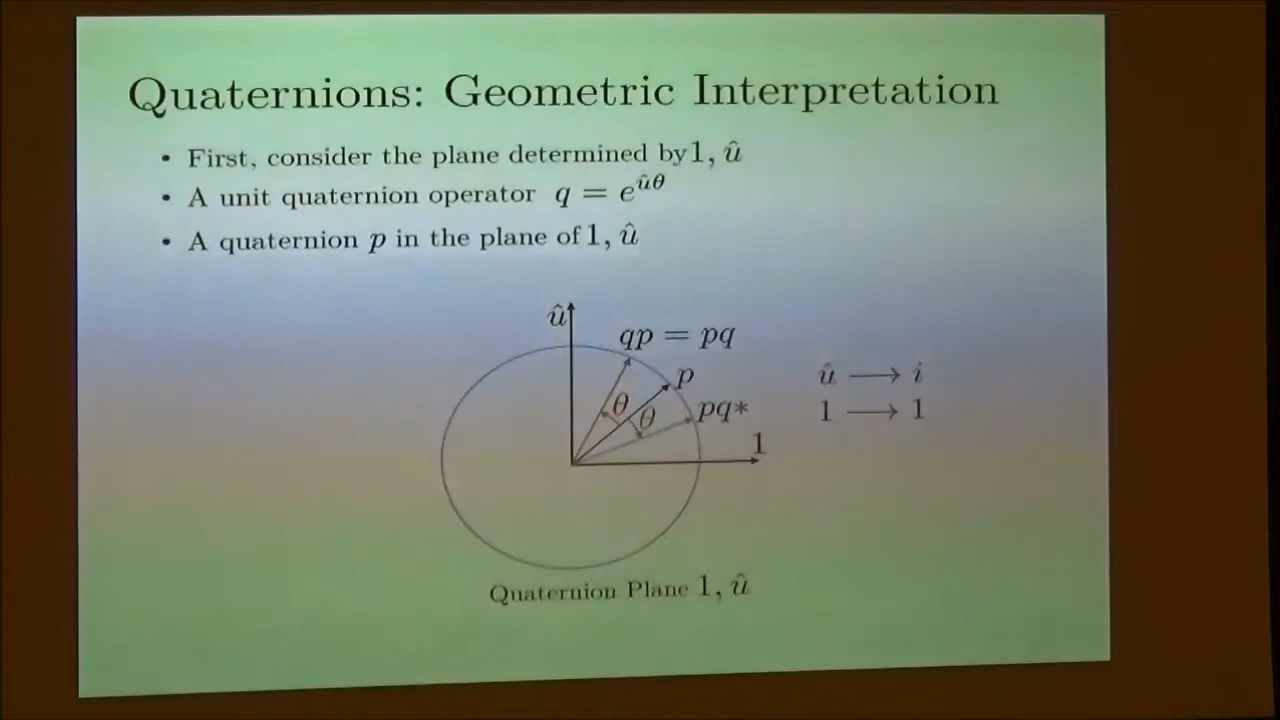 Quaternions: Geometric Interpretation
• First, consider the plane determined by 1, û
• A unit quaternion operator q = e^{ûθ}
• A quaternion p in the plane of 1, û
û
qp = pq
p
θ
θ
pq*
1
û ⟶ i
1 ⟶ 1
Quaternion Plane 1, û